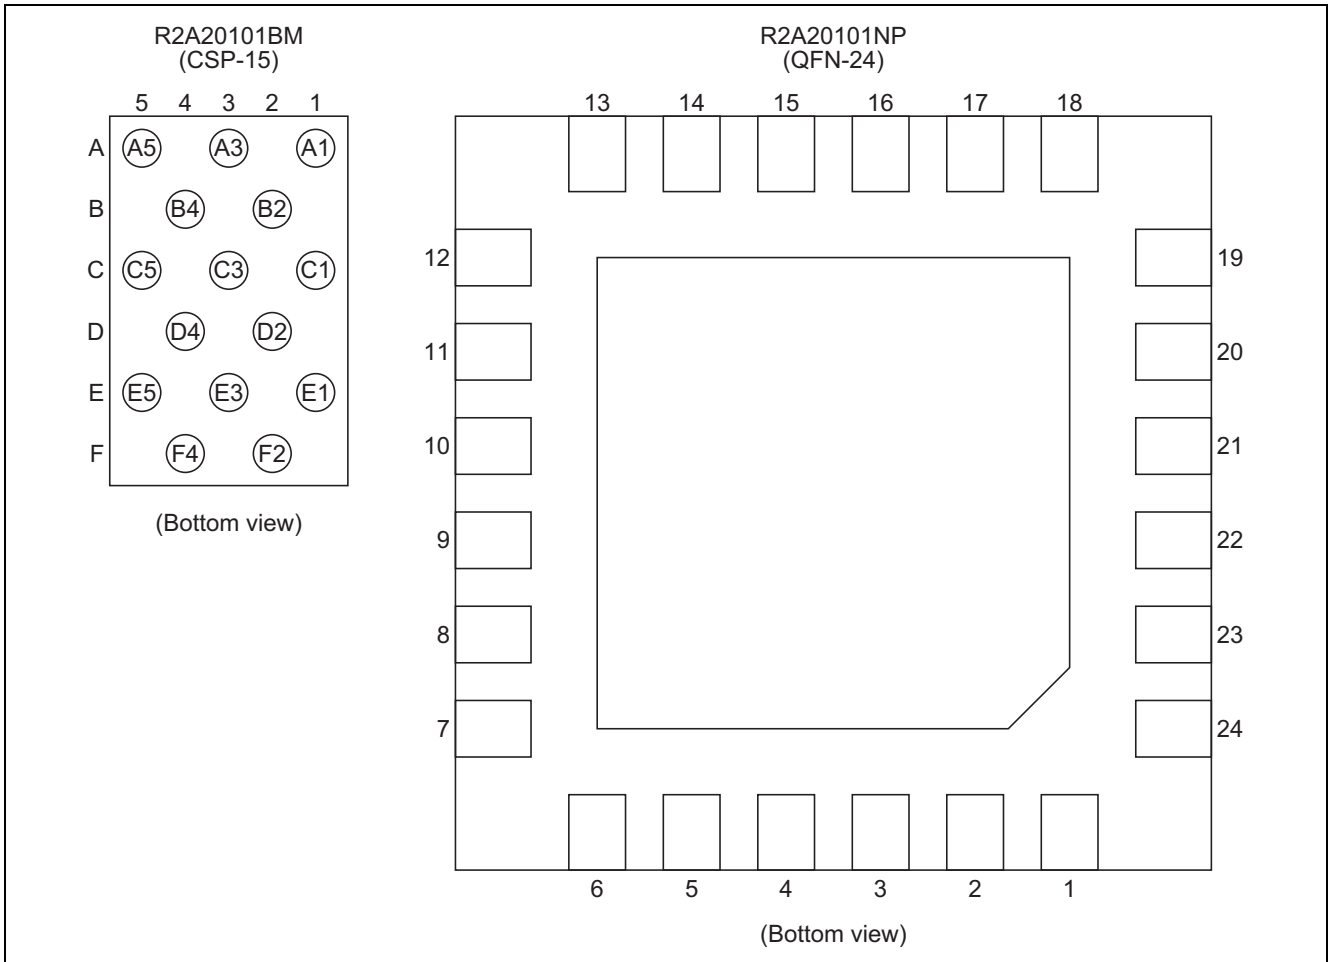 R2A20101BM
(CSP-15)
5 4 3 2 1
A A5 A3 A1
B B4 B2
C C5 C3 C1
D D4 D2
E E5 E3 E1
F F4 F2
(Bottom view)
R2A20101NP
(QFN-24)
13 14 15 16 17 18
12 19
11 20
10 21
9 22
8 23
7 24
6 5 4 3 2 1
(Bottom view)